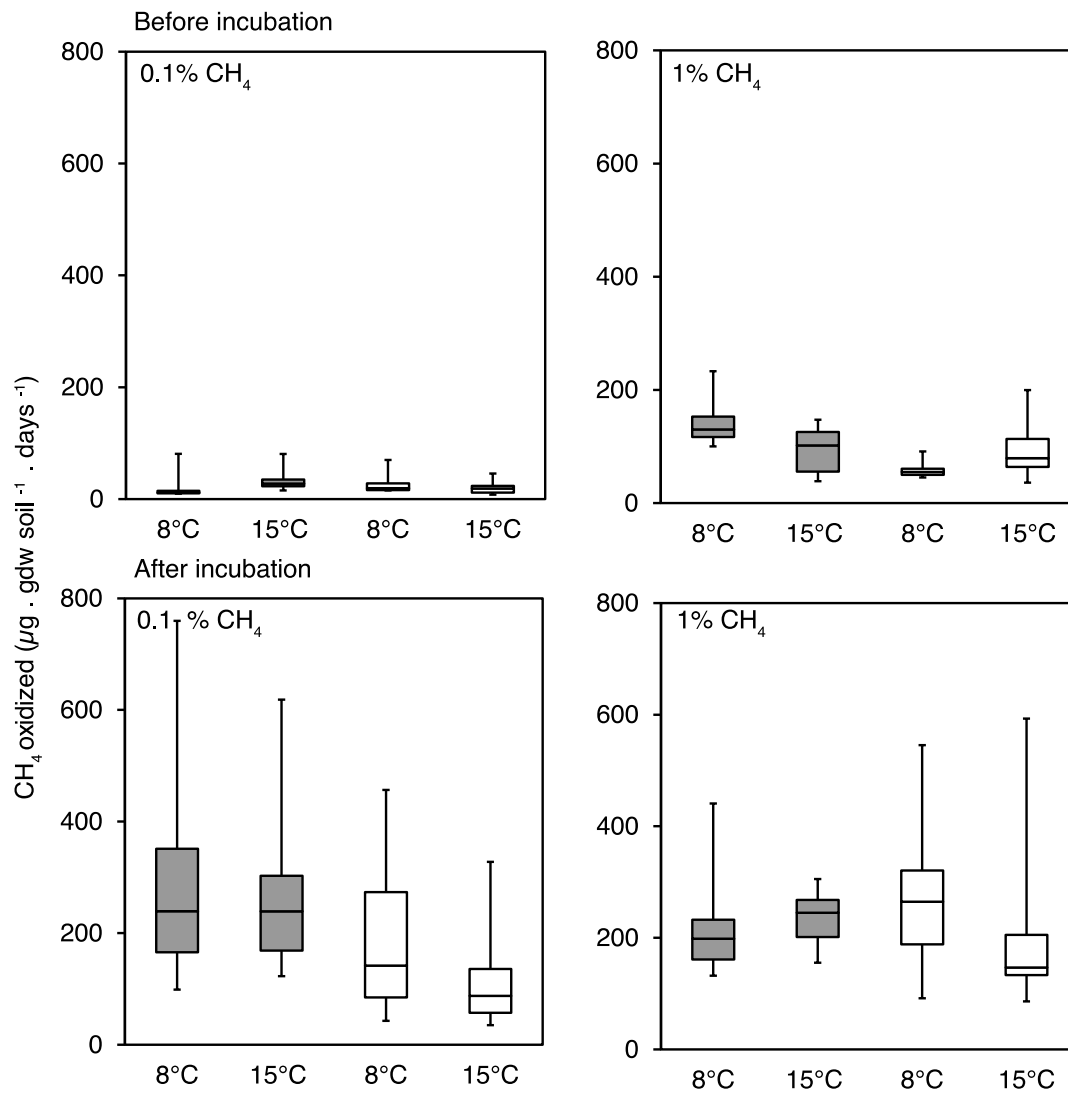 Before incubation
0.1% CH₄
800
600
400
200
0
8°C 15°C 8°C 15°C
1% CH₄
800
600
400
200
0
8°C 15°C 8°C 15°C
CH₄ oxidized (µg . gdw soil ⁻¹ . days ⁻¹)
After incubation
0.1 % CH₄
800
600
400
200
0
8°C 15°C 8°C 15°C
1% CH₄
800
600
400
200
0
8°C 15°C 8°C 15°C